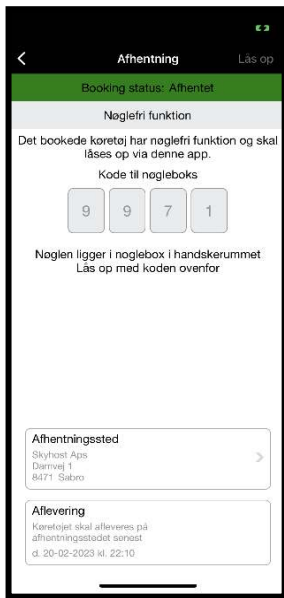 Afhentning
Lås op
Booking status: Afhentet
Nøglefri funktion
Det bookede køretøj har nøglefri funktion og skal
låses op via denne app.
Kode til nøgleboks
9 9 7 1
Nøglen ligger i noglebox i handskerummet
Lås op med koden ovenfor
Afhentningssted
Skyhost Aps
Damvej 1
8471 Sabro
Aflevering
Køretøjet skal afleveres på
afhentningsstedet senest
d. 20-02-2023 kl. 22:10